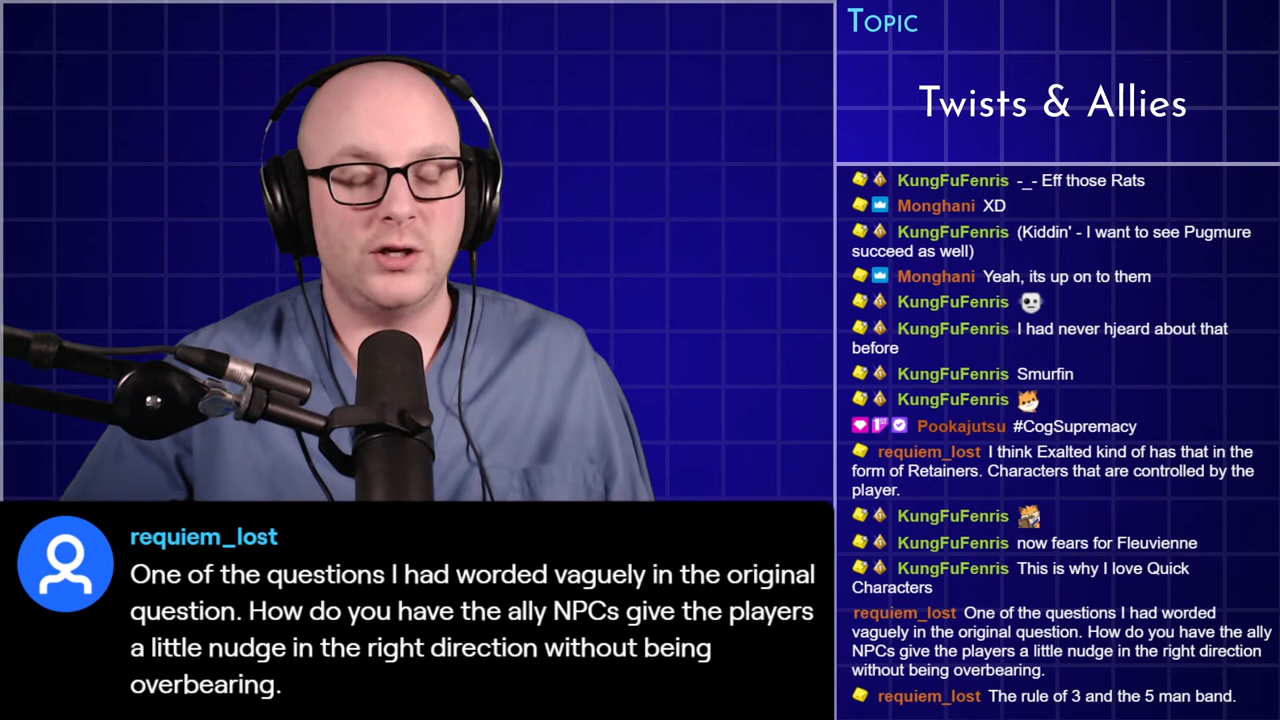 Topic
Twists & Allies
KungFuFenris -_- Eff those Rats
Monghani XD
KungFuFenris (Kiddin' - I want to see Pugmure
succeed as well)
Monghani Yeah, its up on to them
KungFuFenris
KungFuFenris I had never hjeard about that
before
KungFuFenris Smurfin
KungFuFenris
Pookajutsu #CogSupremacy
requiem_lost I think Exalted kind of has that in the
form of Retainers. Characters that are controlled by the
player.
KungFuFenris
KungFuFenris now fears for Fleuvienne
KungFuFenris This is why I love Quick
Characters
requiem_lost One of the questions I had worded
vaguely in the original question. How do you have the ally
NPCs give the players a little nudge in the right direction
without being overbearing.
requiem_lost The rule of 3 and the 5 man band.
requiem_lost
One of the questions I had worded vaguely in the original
question. How do you have the ally NPCs give the players
a little nudge in the right direction without being
overbearing.